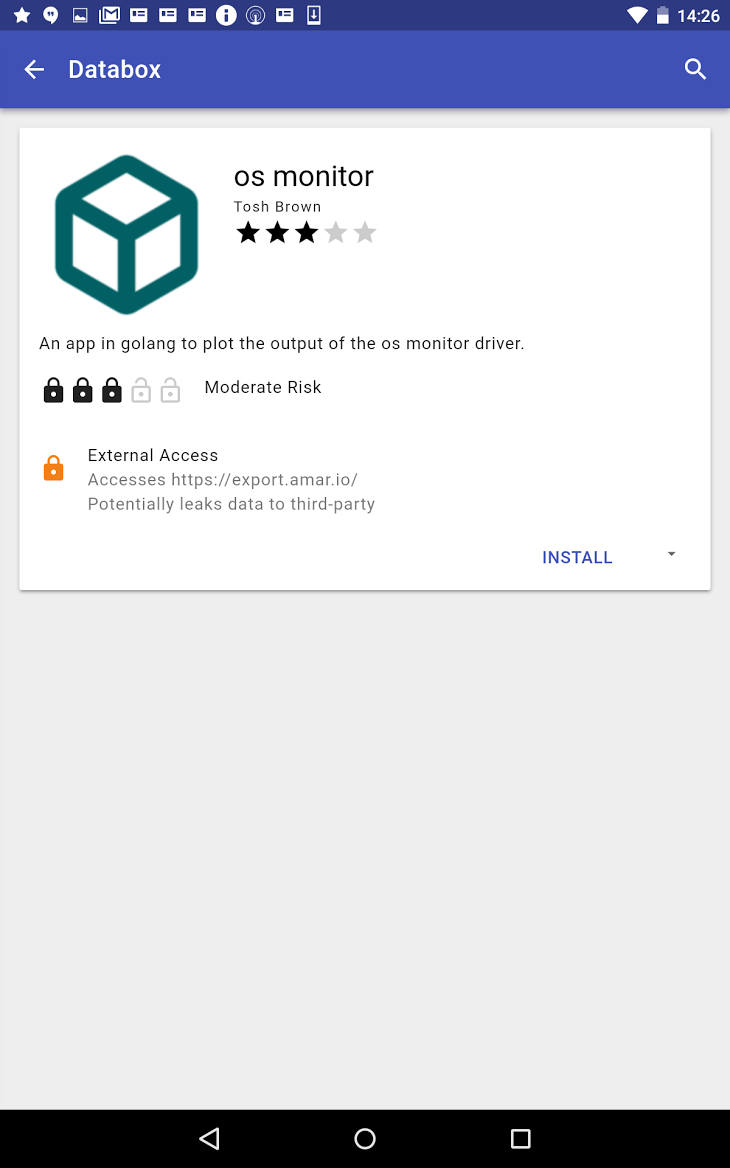 14:26
Databox
os monitor
Tosh Brown
An app in golang to plot the output of the os monitor driver.
Moderate Risk
External Access
Accesses https://export.amar.io/
Potentially leaks data to third-party
INSTALL